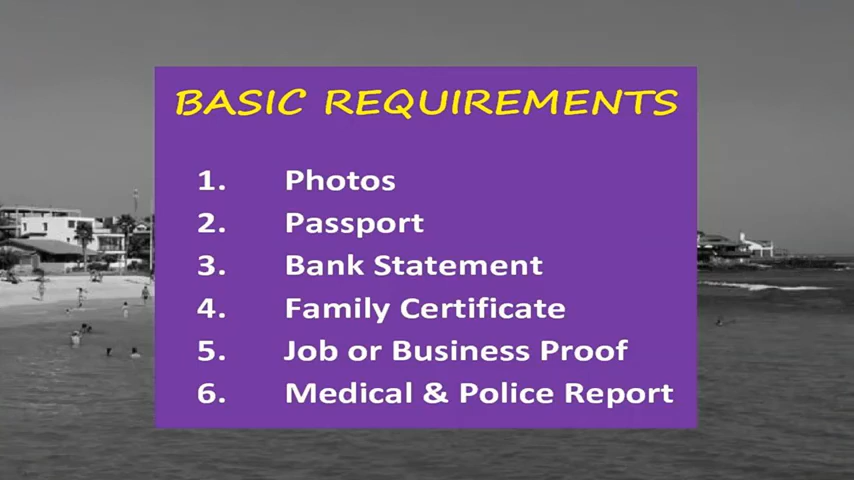 BASIC REQUIREMENTS
1. Photos
2. Passport
3. Bank Statement
4. Family Certificate
5. Job or Business Proof
6. Medical & Police Report